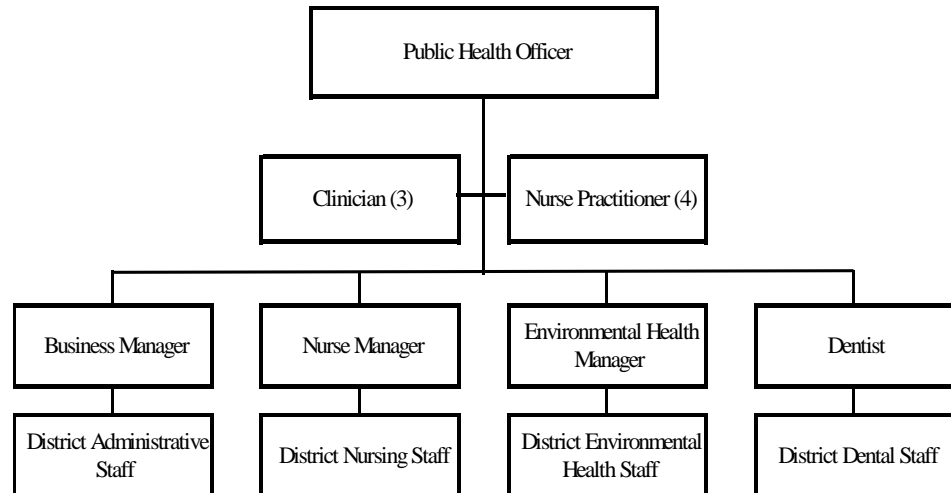 Public Health Officer
Clinician (3)
Nurse Practitioner (4)
Business Manager
Nurse Manager
Environmental Health
Manager
Dentist
District Administrative
Staff
District Nursing Staff
District Environmental
Health Staff
District Dental Staff